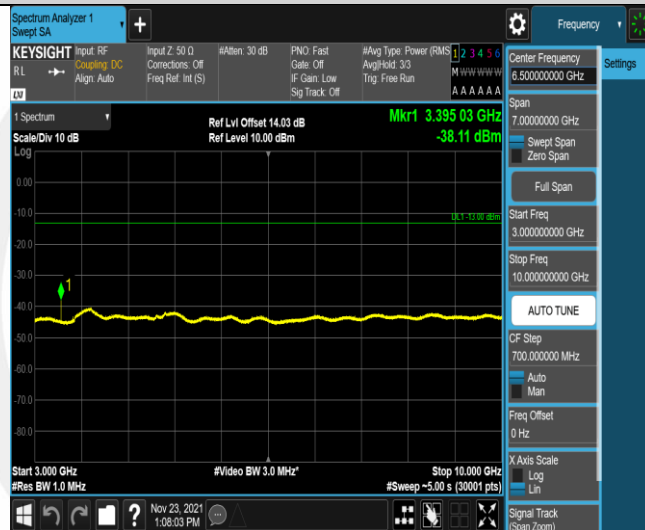 Spectrum Analyzer 1
Swept SA
+
Frequency
KEYSIGHT
Input: RF
Input Z: 50 Ω
#Atten: 30 dB
PNO: Fast
#Avg Type: Power (RMS
1 2 3 4 5 6
RL
Coupling: DC
Corrections: Off
Gate: Off
Avg|Hold: 3/3
M W W W W W
Align: Auto
Freq Ref: Int (S)
IF Gain: Low
Trig: Free Run
Sig Track: Off
A A A A A A
LXI
1 Spectrum
Ref Lvl Offset 14.03 dB
Mkr1 3.395 03 GHz
Scale/Div 10 dB
Ref Level 10.00 dBm
-38.11 dBm
Log
0.00
-10.0
DL1 -13.00 dBm
-20.0
-30.0
1
-40.0
-50.0
-60.0
-70.0
-80.0
Start 3.000 GHz
#Video BW 3.0 MHz*
Stop 10.000 GHz
#Res BW 1.0 MHz
#Sweep ~5.00 s (30001 pts)
Center Frequency
6.500000000 GHz
Settings
Span
7.00000000 GHz
Swept Span
Zero Span
Full Span
Start Freq
3.000000000 GHz
Stop Freq
10.000000000 GHz
AUTO TUNE
CF Step
700.000000 MHz
Auto
Man
Freq Offset
0 Hz
X Axis Scale
Log
Lin
Signal Track
(Span Zoom)
?
Nov 23, 2021
1:08:03 PM